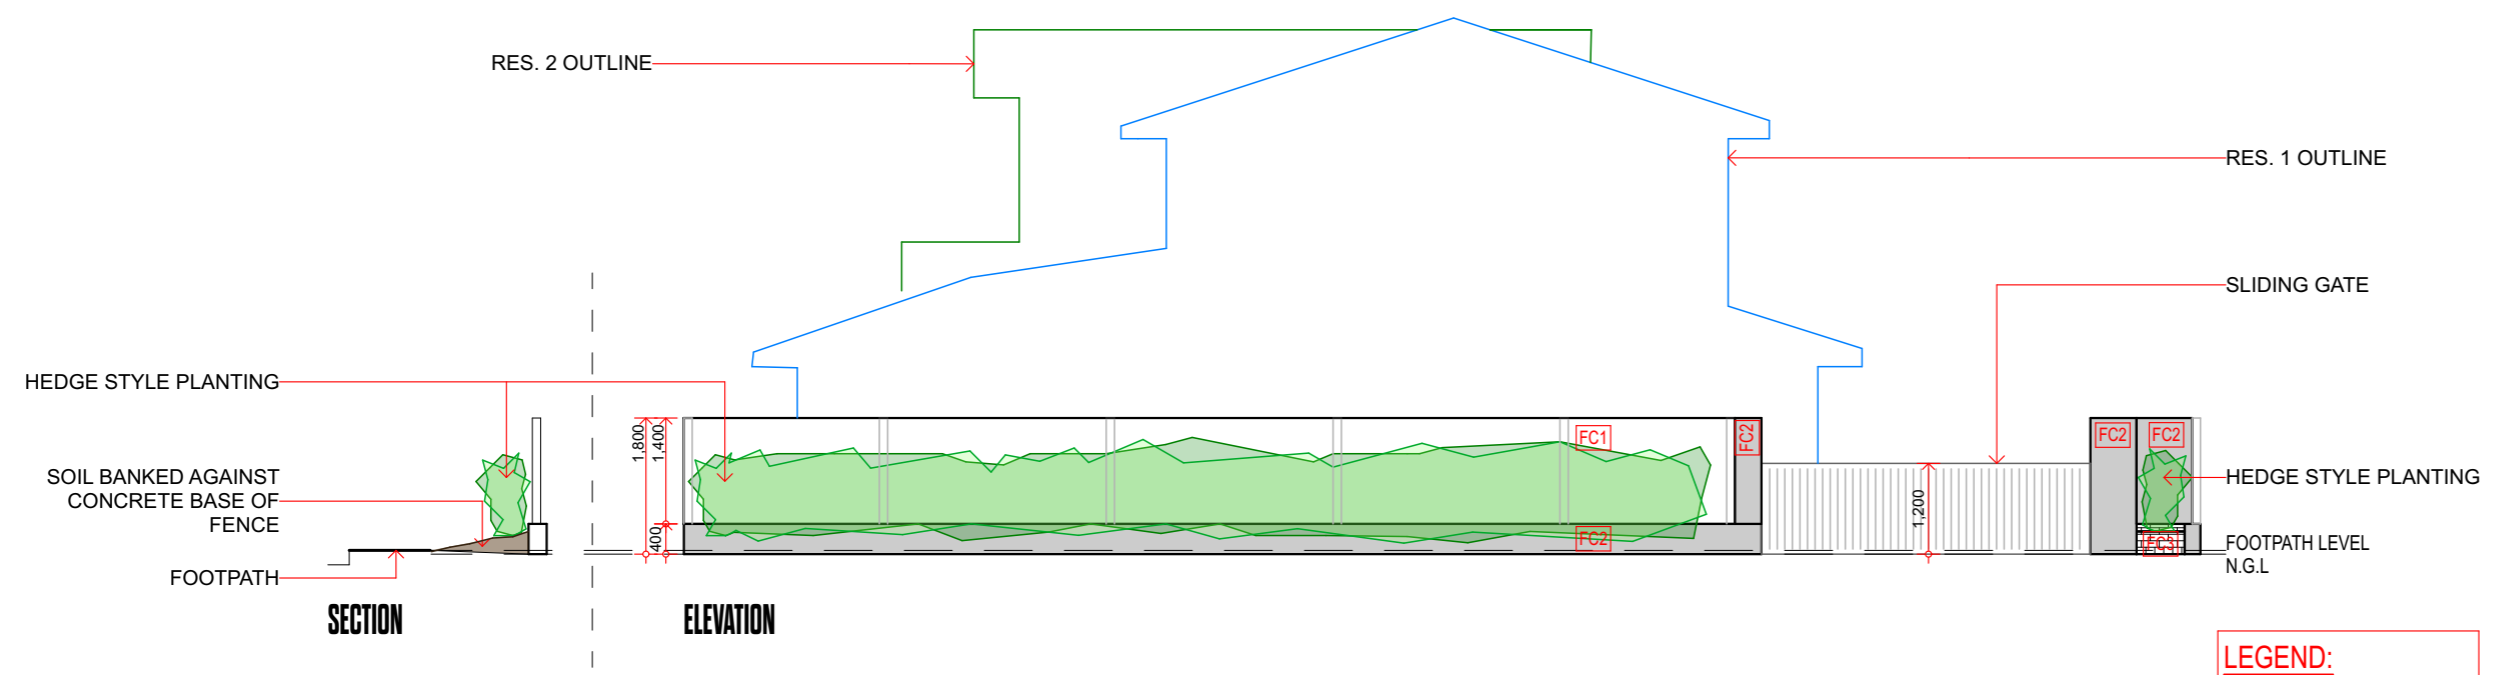 RES. 2 OUTLINE
RES. 1 OUTLINE
SLIDING GATE
HEDGE STYLE PLANTING
1,800
1,400
FC1
FC2
FC2
FC2
SOIL BANKED AGAINST
CONCRETE BASE OF
FENCE
HEDGE STYLE PLANTING
1,200
400
FC2
FC3
FOOTPATH LEVEL
N.G.L
FOOTPATH
SECTION
ELEVATION
LEGEND: